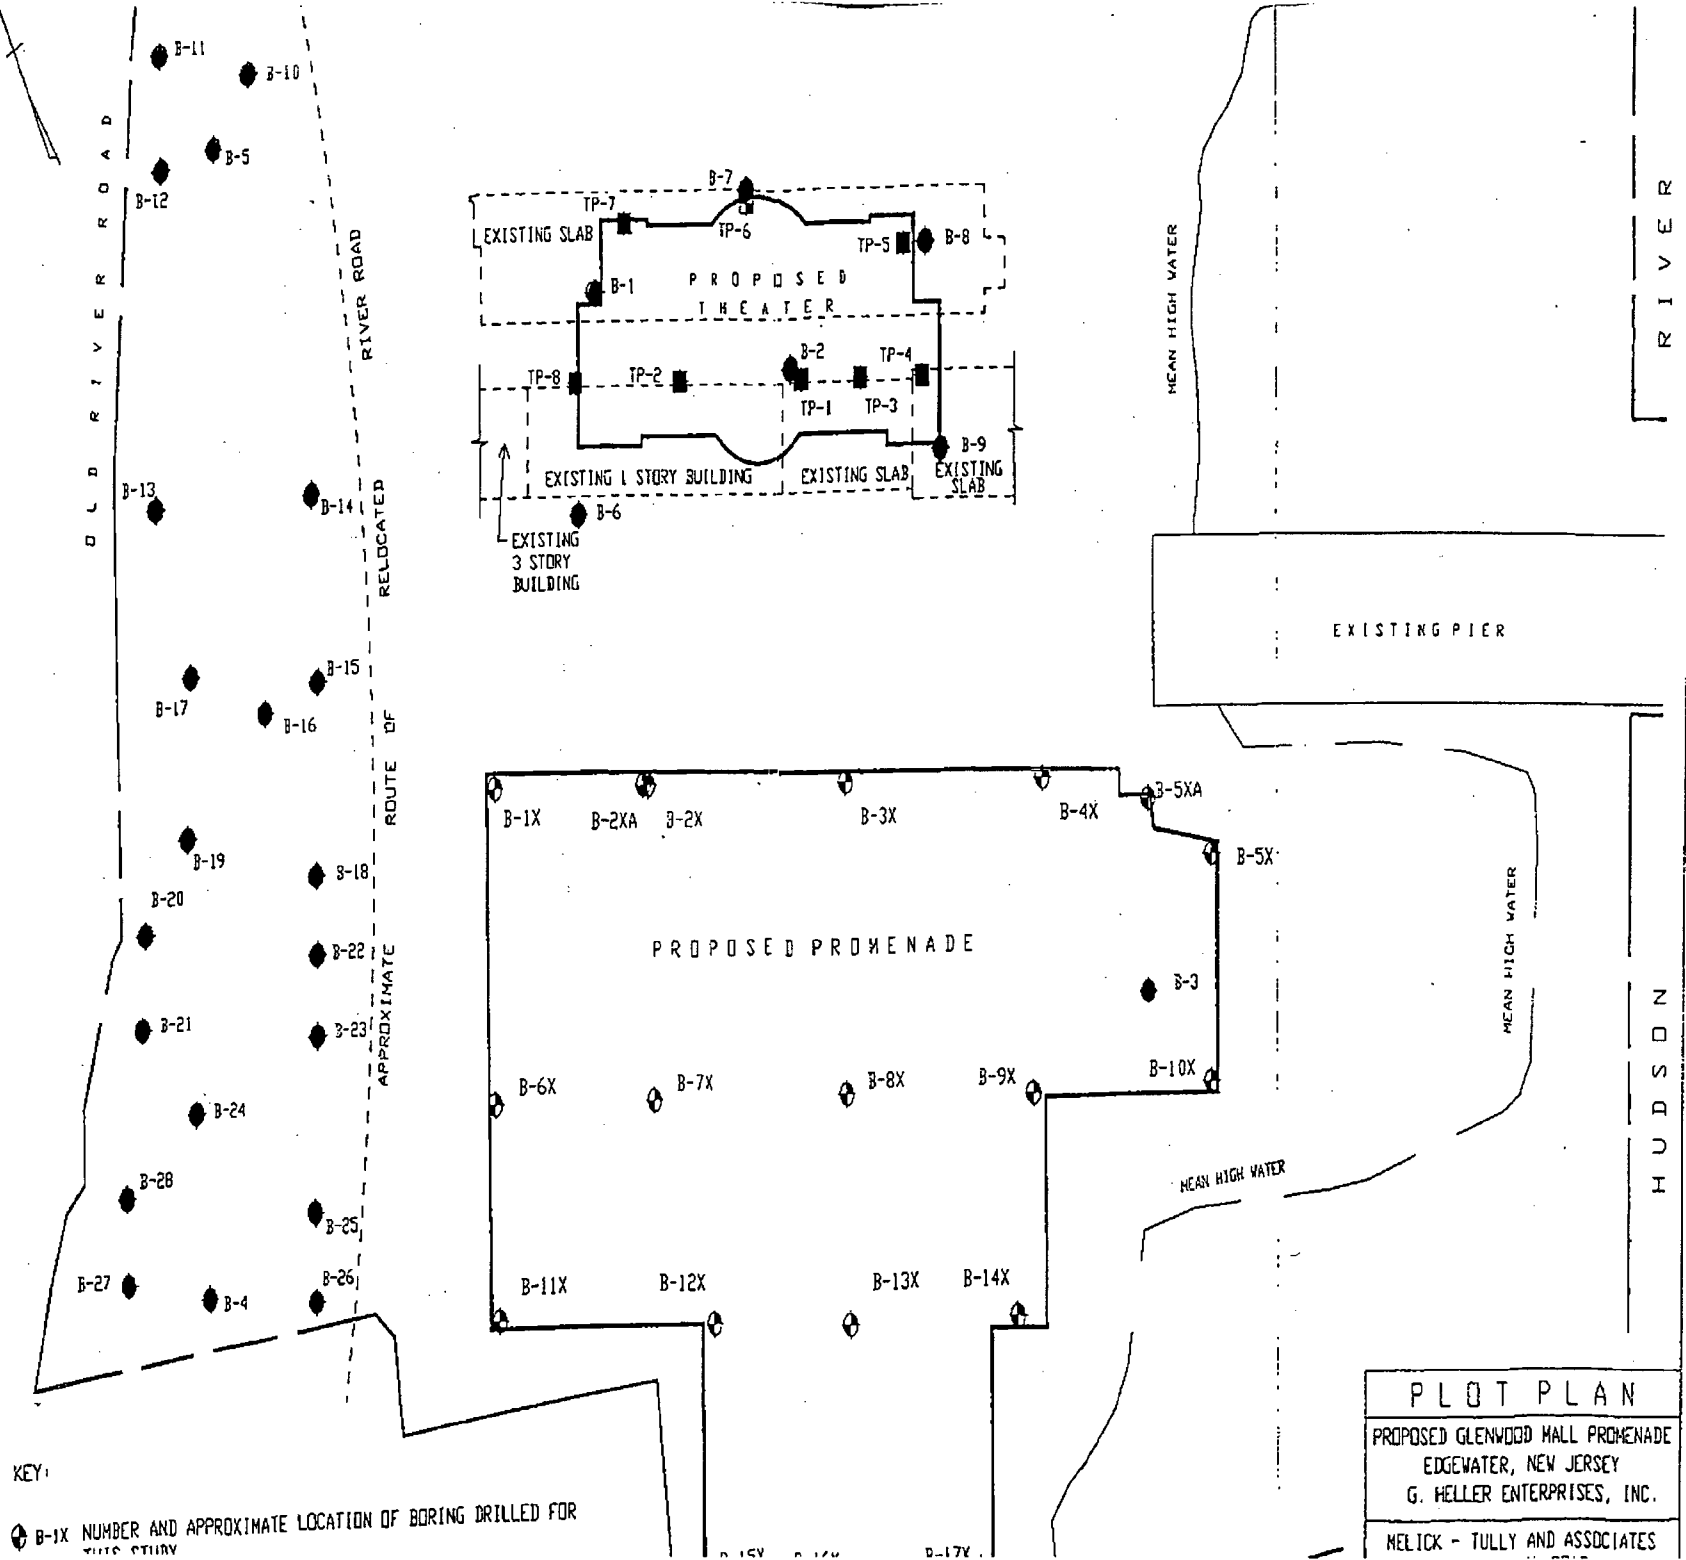 B-11
B-10
B-5
B-12
OLD RIVER ROAD
RIVER ROAD
RELOCATED
ROUTE OF
APPROXIMATE
B-7
TP-7
TP-6
EXISTING SLAB
TP-5
B-8
B-1
PROPOSED
THEATER
B-2
TP-4
TP-8
TP-2
TP-1
TP-3
B-9
EXISTING 1 STORY BUILDING
EXISTING SLAB
EXISTING
SLAB
B-6
EXISTING
3 STORY
BUILDING
MEAN HIGH WATER
RIVER
B-13
B-14
EXISTING PIER
B-15
B-17
B-16
B-1X
B-2XA
B-2X
B-3X
B-4X
B-5XA
B-5X
B-19
B-18
B-20
B-22
PROPOSED PROMENADE
B-3
MEAN HIGH WATER
HUDSON
B-21
B-23
B-24
B-6X
B-7X
B-8X
B-9X
B-10X
B-28
B-25
MEAN HIGH WATER
B-27
B-4
B-26
B-11X
B-12X
B-13X
B-14X
PLOT PLAN
PROPOSED GLENWOOD MALL PROMENADE
EDGEWATER, NEW JERSEY
G. HELLER ENTERPRISES, INC.
MELICK - TULLY AND ASSOCIATES
KEY:
B-1X NUMBER AND APPROXIMATE LOCATION OF BORING DRILLED FOR
THIS STUDY
B-15X
B-16X
B-17X